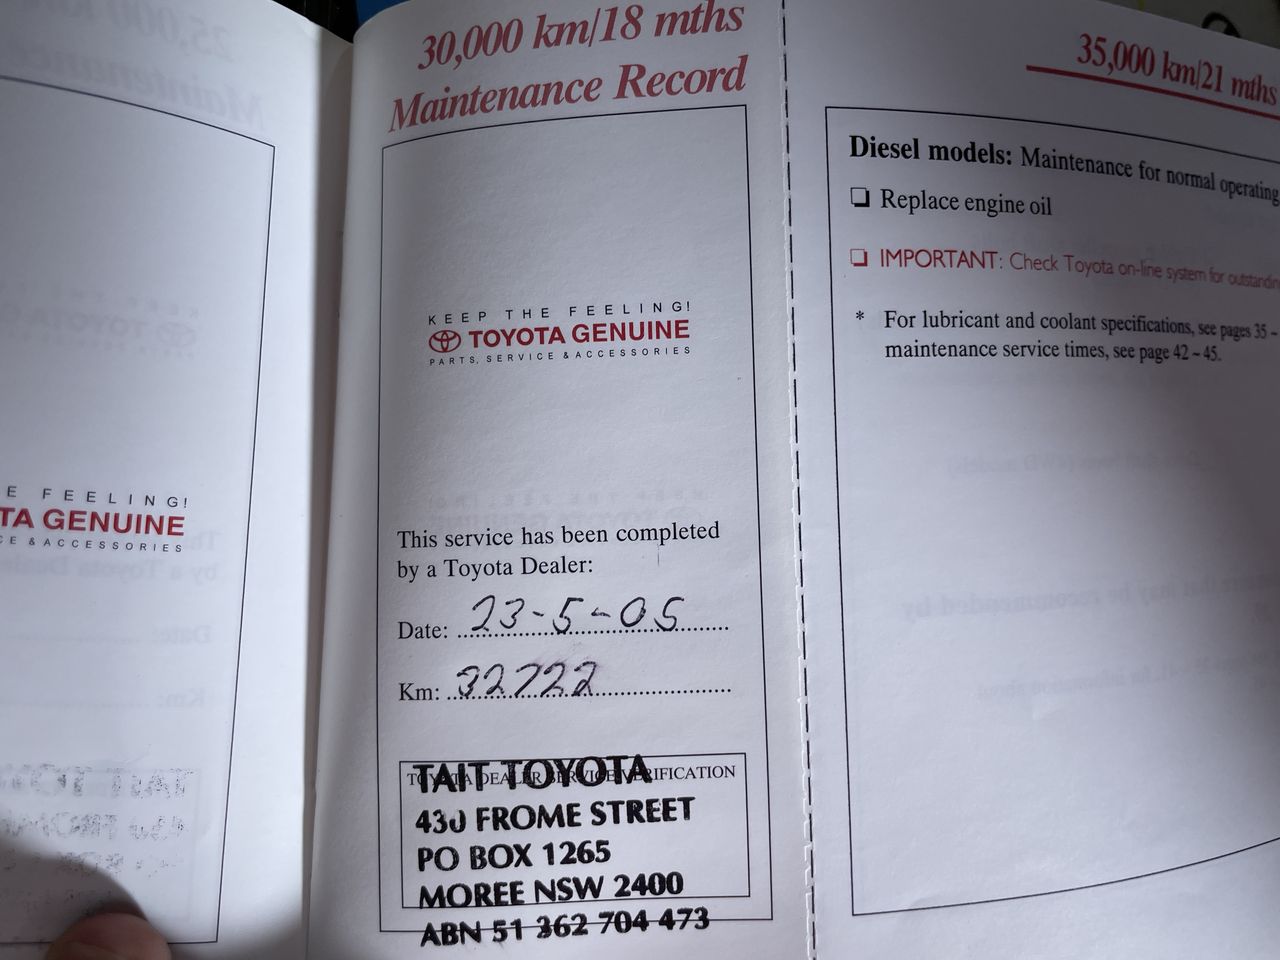 E FEELING!
TA GENUINE
CE & ACCESSORIES
30,000 km/18 mths
Maintenance Record
KEEP THE FEELING!
TOYOTA GENUINE
PARTS, SERVICE & ACCESSORIES
This service has been completed
by a Toyota Dealer:
Date: 23-5-05
Km: 32722
TOYOTA DEALER SERVICE VERIFICATION
TAIT TOYOTA
430 FROME STREET
PO BOX 1265
MOREE NSW 2400
ABN 51 362 704 473
35,000 km/21 mths
Diesel models: Maintenance for normal operating
❏ Replace engine oil
❏ IMPORTANT: Check Toyota on-line system for outstandin
* For lubricant and coolant specifications, see pages 35 ~
maintenance service times, see page 42 ~ 45.